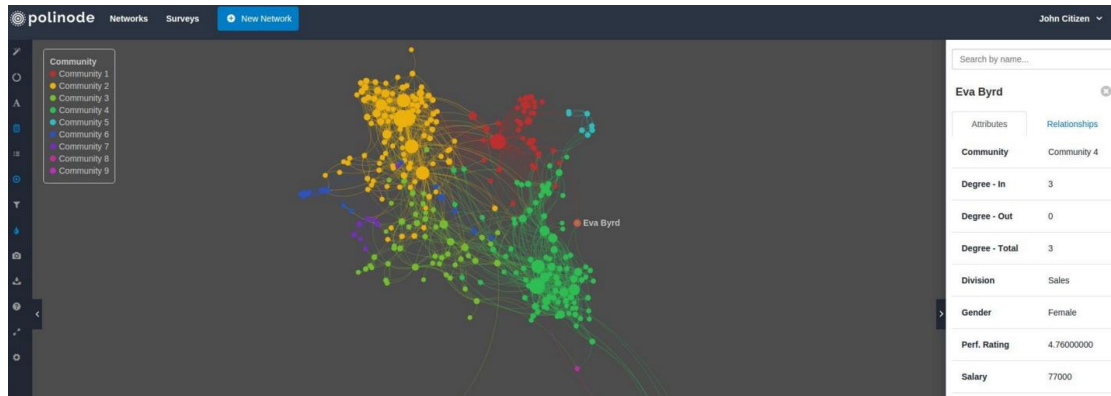 polinode Networks Surveys New Network John Citizen
Community
Community 1
Community 2
Community 3
Community 4
Community 5
Community 6
Community 7
Community 8
Community 9
Eva Byrd
Search by name...
Eva Byrd
Attributes Relationships
Community Community 4
Degree - In 3
Degree - Out 0
Degree - Total 3
Division Sales
Gender Female
Perf. Rating 4.76000000
Salary 77000